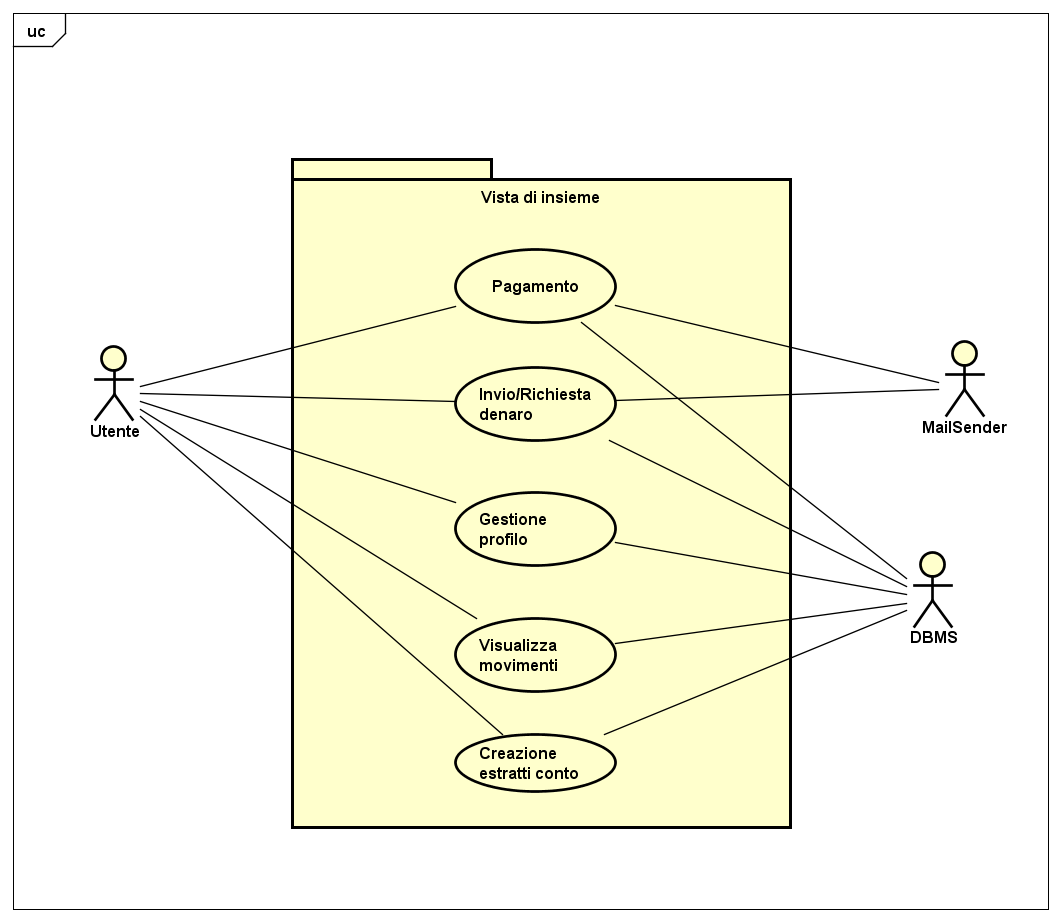 uc
Vista di insieme
Pagamento
Invio/Richiesta
denaro
Gestione
profilo
Visualizza
movimenti
Creazione
estratti conto
Utente
MailSender
DBMS